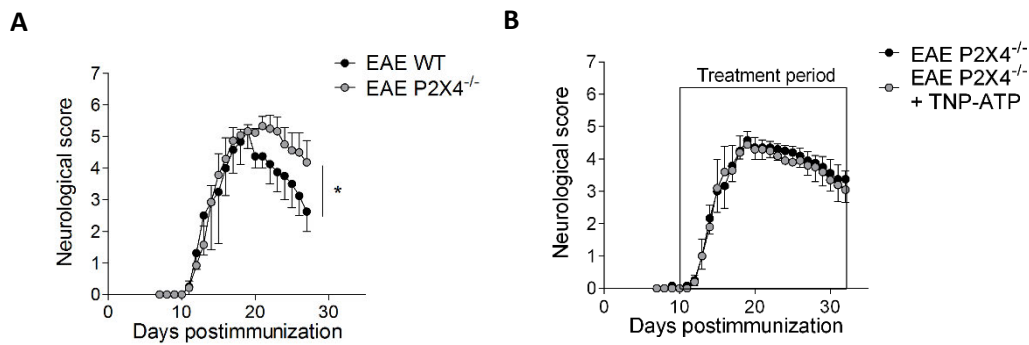 A
EAE WT
EAE P2X4-/-
7
6
5
4
3
2
1
0
Neurological score
*
0
10
20
30
Days postimmunization
B
EAE P2X4-/-
EAE P2X4-/-
+ TNP-ATP
Treatment period
7
6
5
4
3
2
1
0
Neurological score
0
10
20
30
Days postimmunization